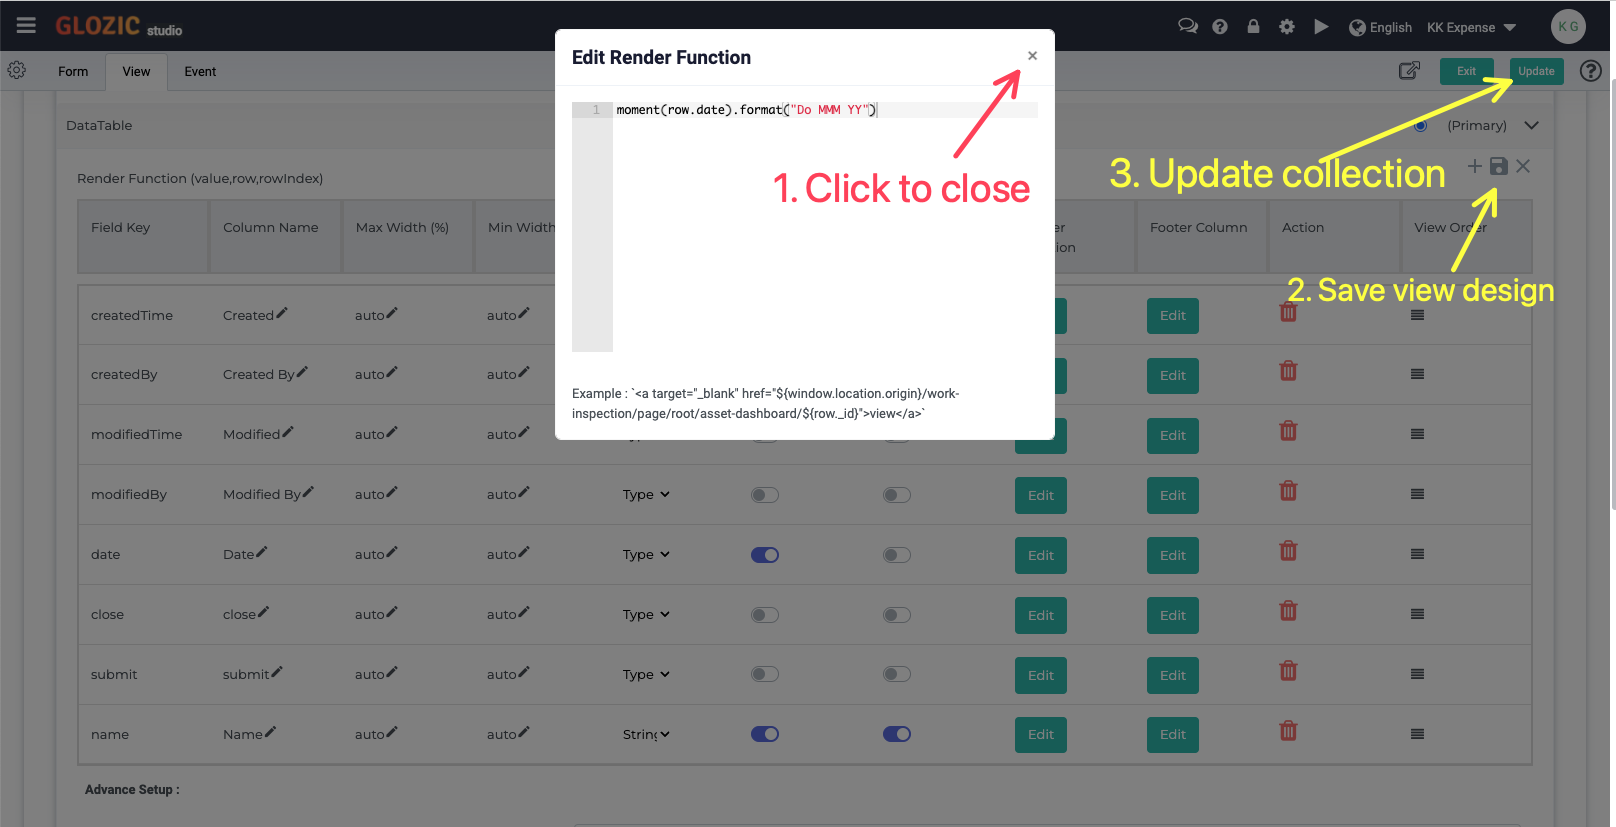 GLOZIC studio
English
KK Expense
K G
Form
View
Event
Exit
Update
Edit Render Function
×
1
moment(row.date).format("Do MMM YY")
1. Click to close
Example : `<a target="_blank" href="${window.location.origin}/work-
inspection/page/root/asset-dashboard/${row._id}">view</a>`
DataTable
(Primary)
3. Update collection
Render Function (value,row,rowIndex)
2. Save view design
Field Key
Column Name
Max Width (%)
Min Width
Footer Column
Action
View Order
createdTime
Created
auto
auto
Edit
createdBy
Created By
auto
auto
Edit
modifiedTime
Modified
auto
auto
Edit
Edit
modifiedBy
Modified By
auto
auto
Type
Edit
Edit
date
Date
auto
auto
Type
Edit
Edit
close
close
auto
auto
Type
Edit
Edit
submit
submit
auto
auto
Type
Edit
Edit
name
Name
auto
auto
String
Edit
Edit
Advance Setup :